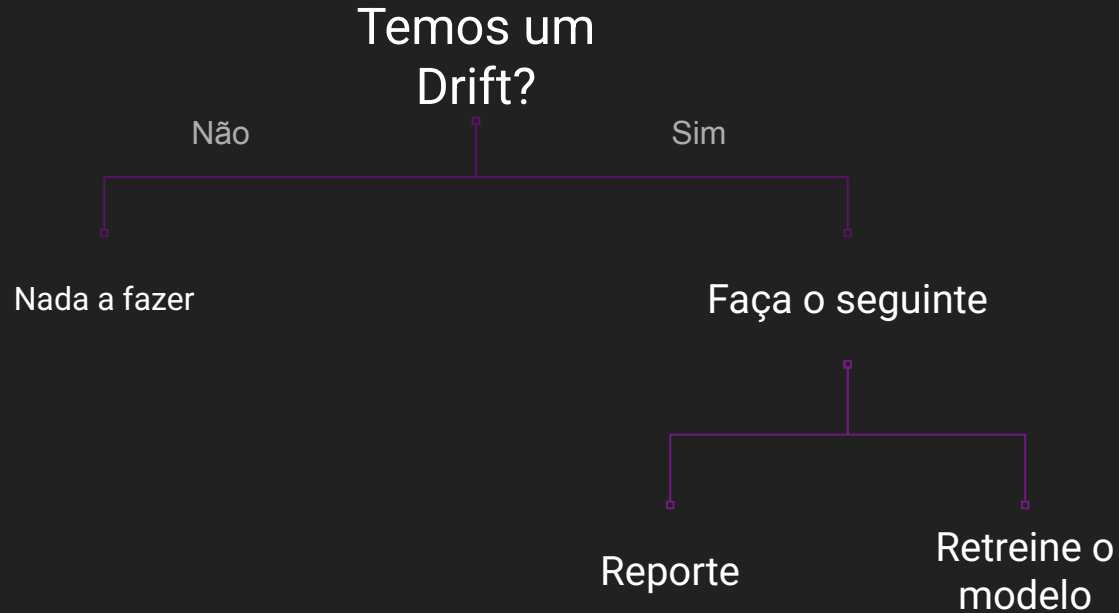 Temos um
Drift?
Não
Sim
Nada a fazer
Faça o seguinte
Reporte
Retreine o
modelo